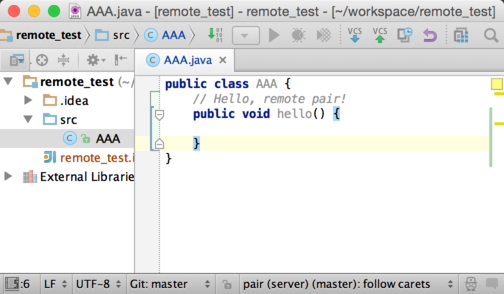 AAA.java - [remote_test] - remote_test - [~/workspace/remote_test]
remote_test src AAA VCS VCS
AAA.java
remote_test (~/
.idea
src
AAA
remote_test.i
External Librarie
public class AAA {
// Hello, remote pair!
public void hello() {
}
}
5:6 LF UTF-8 Git: master pair (server) (master): follow carets